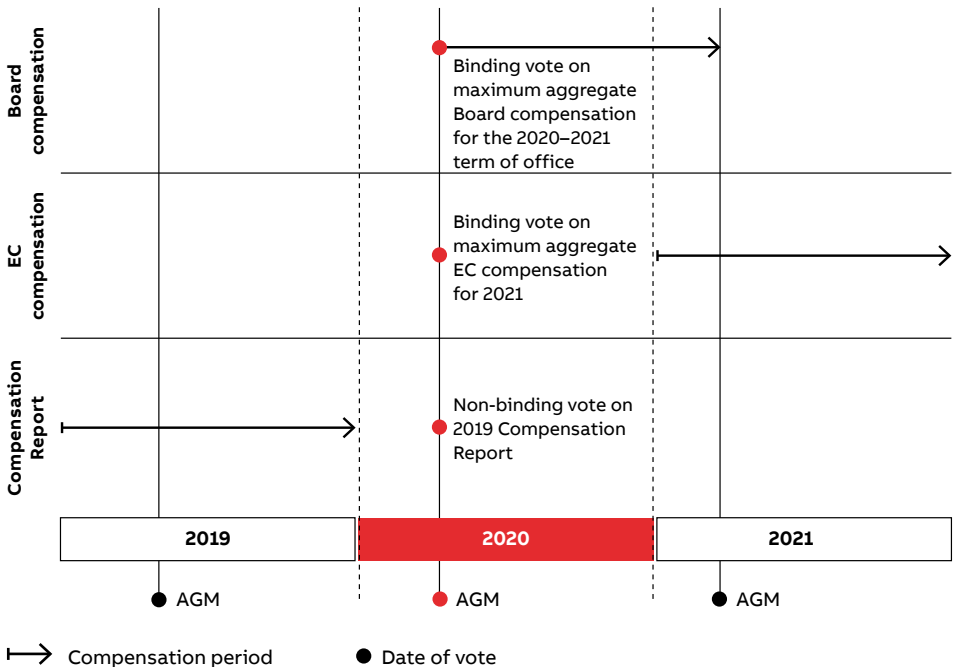 Board
compensation
Binding vote on
maximum aggregate
Board compensation
for the 2020–2021
term of office
EC
compensation
Binding vote on
maximum aggregate
EC compensation
for 2021
Compensation
Report
Non-binding vote on
2019 Compensation
Report
2019
2020
2021
AGM
AGM
AGM
Compensation period
Date of vote